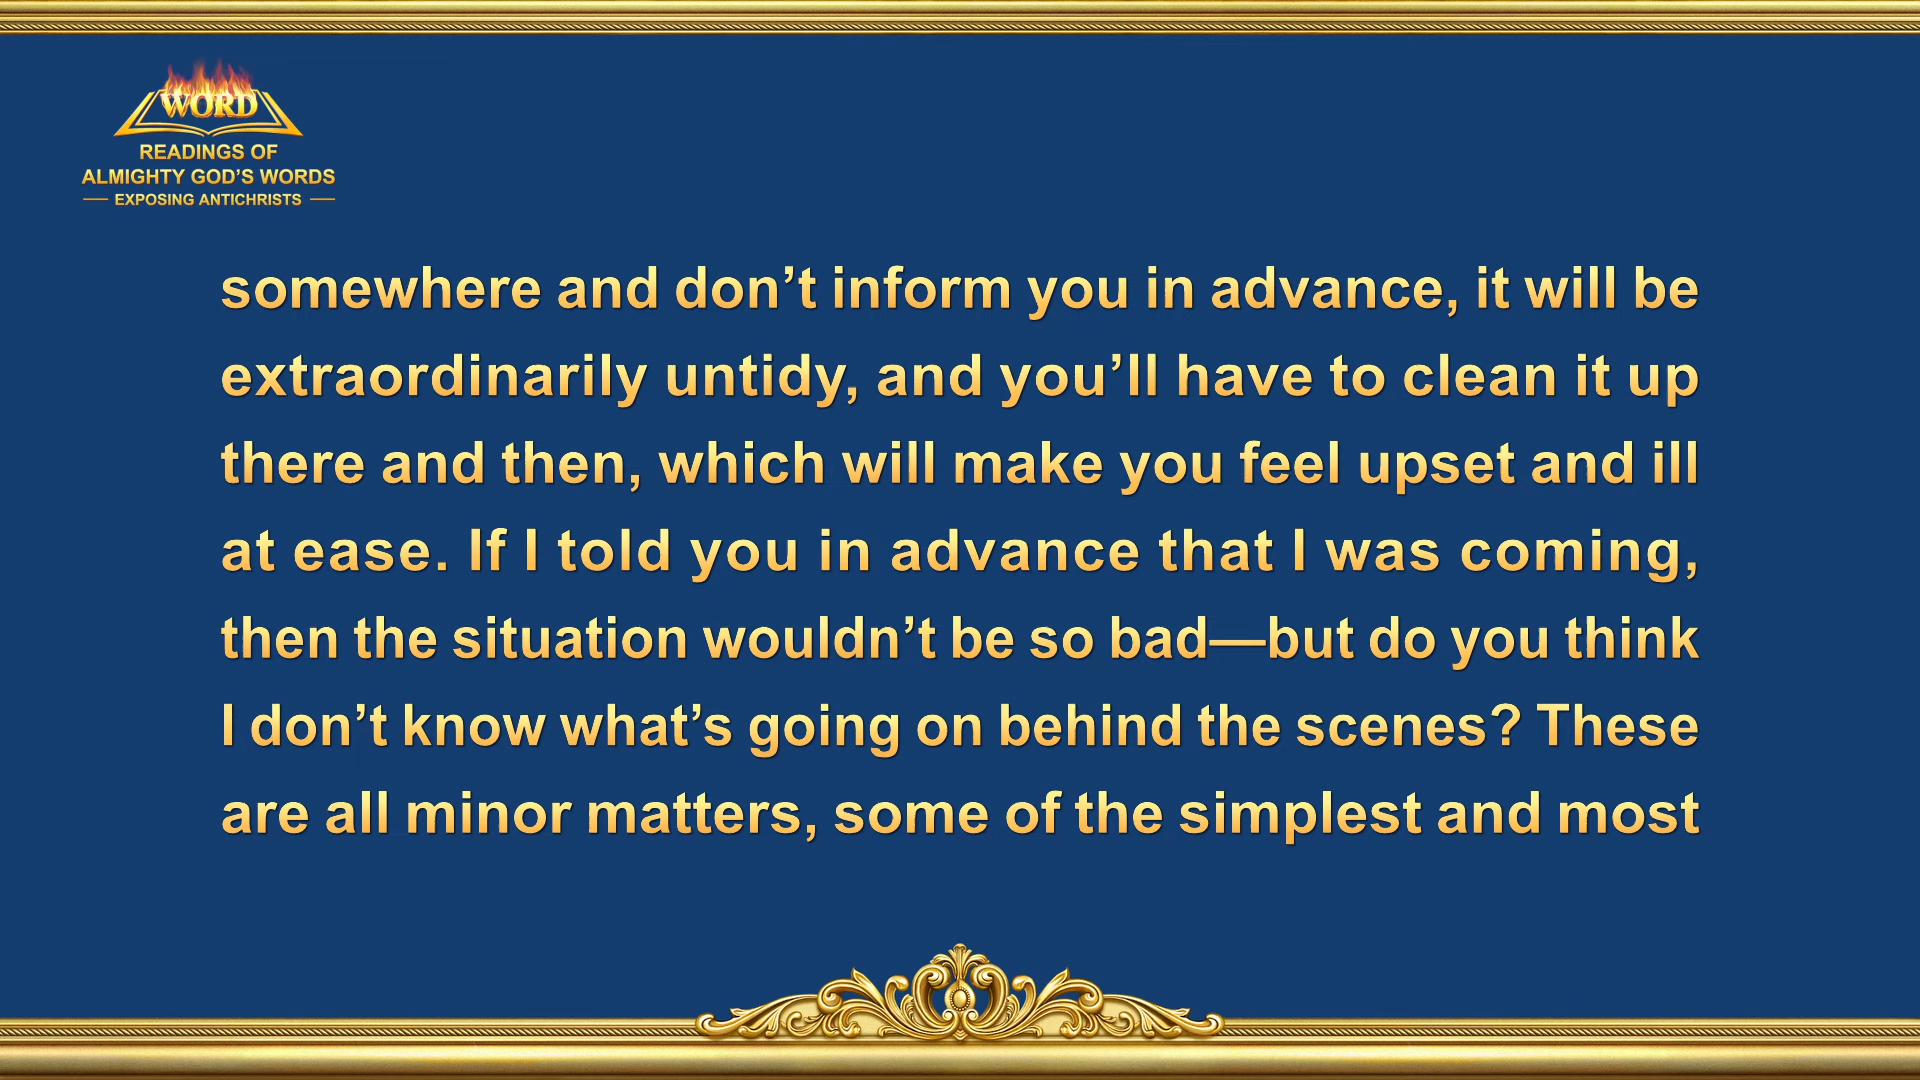 WORD
READINGS OF
ALMIGHTY GOD’S WORDS
EXPOSING ANTICHRISTS
somewhere and don’t inform you in advance, it will be
extraordinarily untidy, and you’ll have to clean it up
there and then, which will make you feel upset and ill
at ease. If I told you in advance that I was coming,
then the situation wouldn’t be so bad—but do you think
I don’t know what’s going on behind the scenes? These
are all minor matters, some of the simplest and most